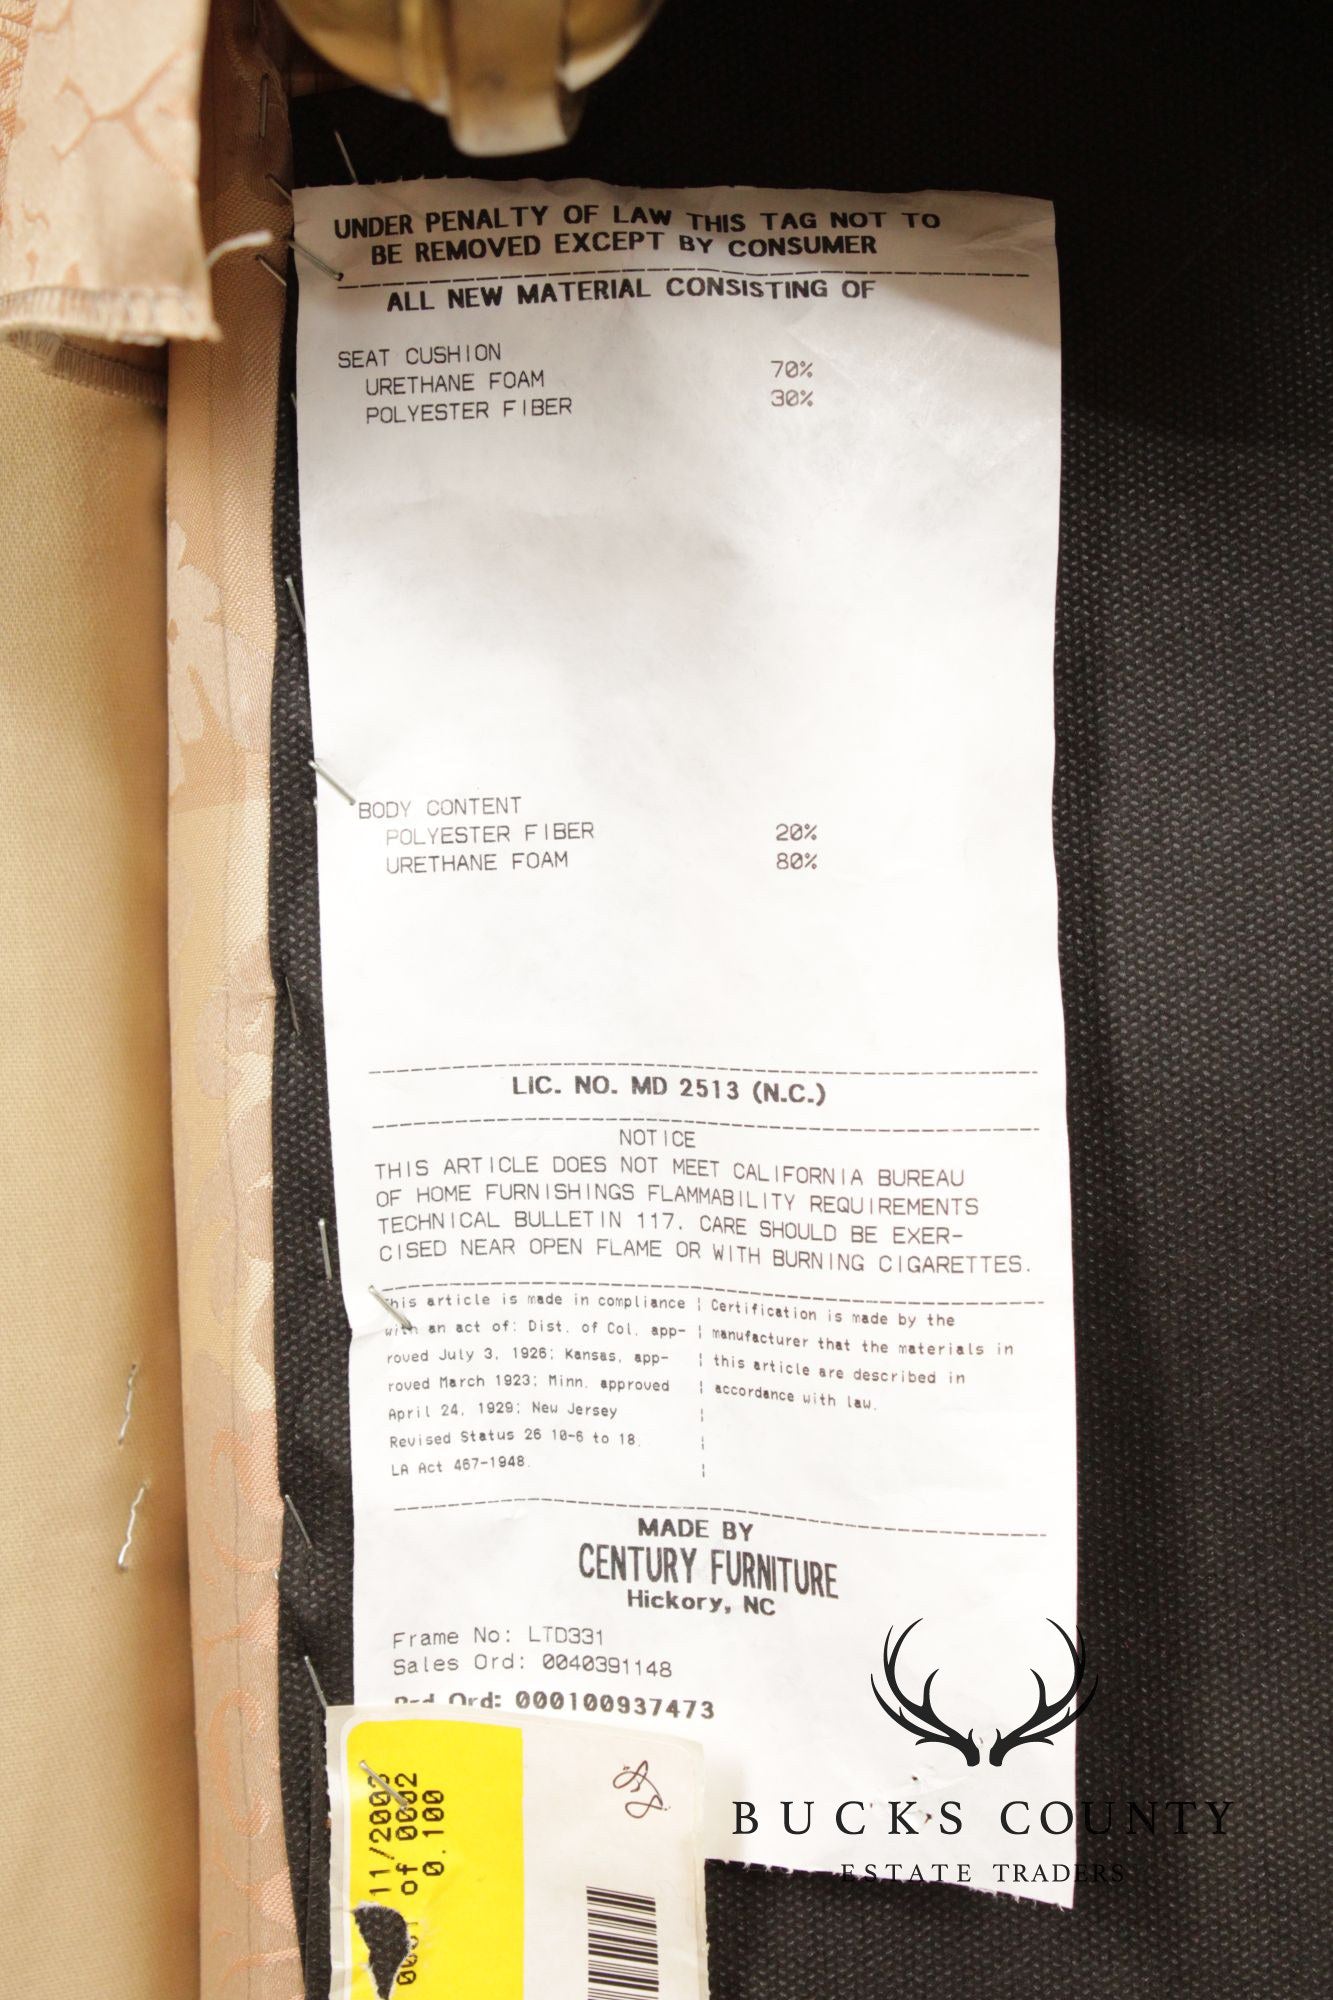 UNDER PENALTY OF LAW THIS TAG NOT TO
BE REMOVED EXCEPT BY CONSUMER
ALL NEW MATERIAL CONSISTING OF
SEAT CUSHION
URETHANE FOAM 70%
POLYESTER FIBER 30%
BODY CONTENT
POLYESTER FIBER 20%
URETHANE FOAM 80%
LIC. NO. MD 2513 (N.C.)
NOTICE
THIS ARTICLE DOES NOT MEET CALIFORNIA BUREAU
OF HOME FURNISHINGS FLAMMABILITY REQUIREMENTS
TECHNICAL BULLETIN 117. CARE SHOULD BE EXER-
CISED NEAR OPEN FLAME OR WITH BURNING CIGARETTES.
This article is made in compliance
with an act of: Dist. of Col. app-
roved July 3, 1926; Kansas, app-
roved March 1923; Minn. approved
April 24, 1929; New Jersey
Revised Status 26 10-6 to 18.
LA Act 467-1948.
Certification is made by the
manufacturer that the materials in
this article are described in
accordance with law.
MADE BY
CENTURY FURNITURE
Hickory, NC
Frame No: LTD331
Sales Ord: 0040391148
Prd Ord: 000100937473
11/2003
0001 of 0002
0.100
BUCKS COUNTY
ESTATE TRADERS